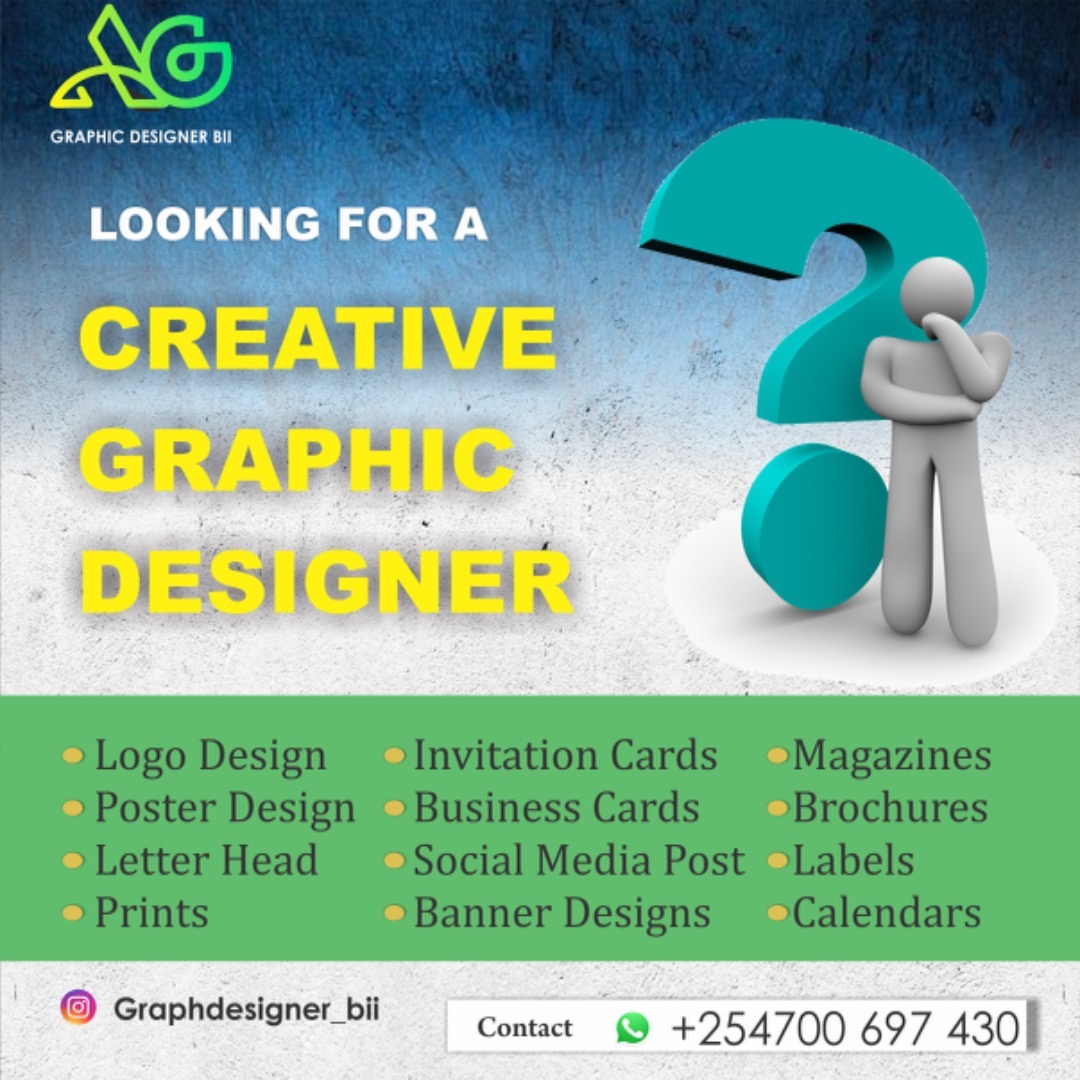 AG
GRAPHIC DESIGNER BII
LOOKING FOR A
CREATIVE
GRAPHIC
DESIGNER
?
Logo Design
Poster Design
Letter Head
Prints
Invitation Cards
Business Cards
Social Media Post
Banner Designs
Magazines
Brochures
Labels
Calendars
Graphdesigner_bii
Contact +254700 697 430